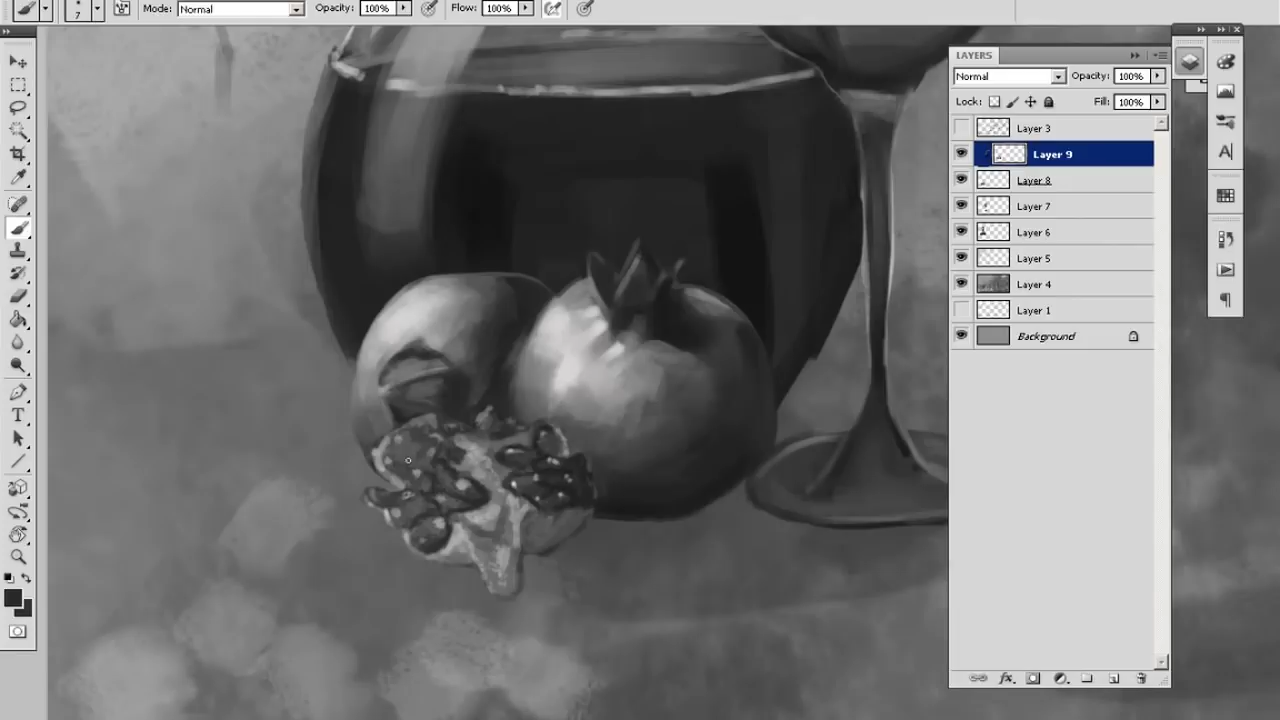 7 Mode: Normal Opacity: 100% Flow: 100%
LAYERS
Normal Opacity: 100%
Lock: Fill: 100%
Layer 3
Layer 9
Layer 8
Layer 7
Layer 6
Layer 5
Layer 4
Layer 1
Background